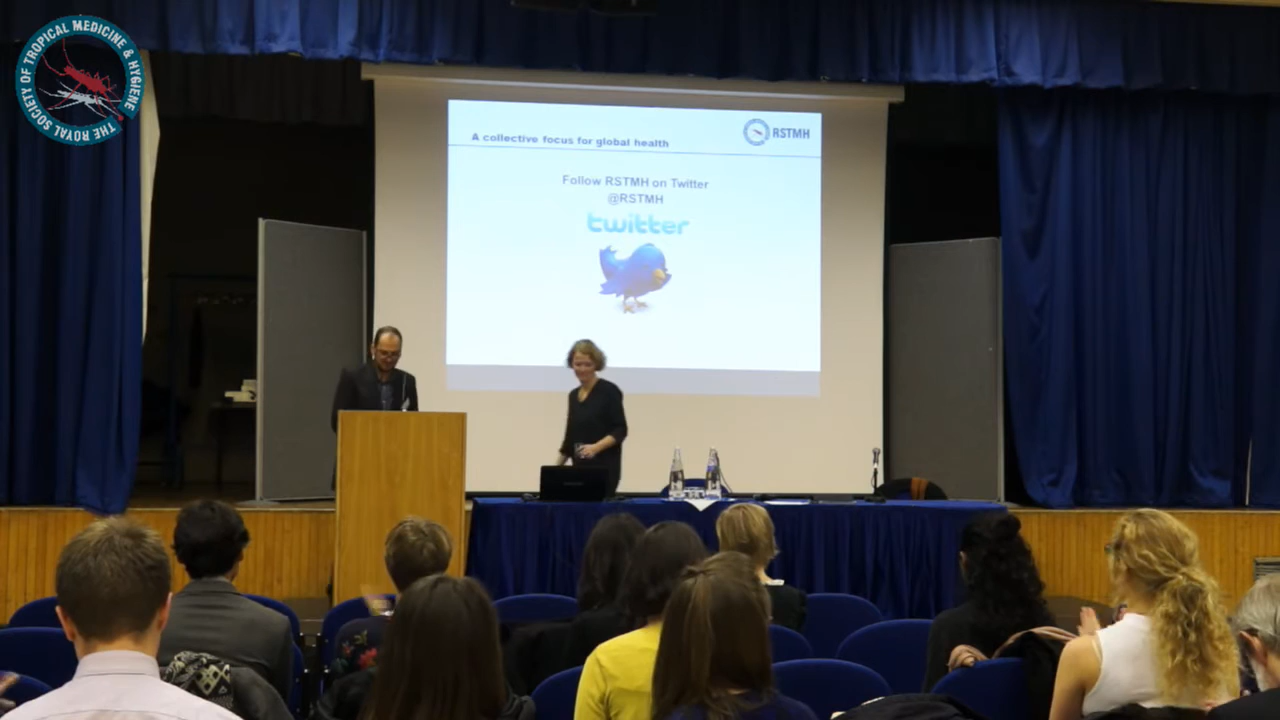 THE ROYAL SOCIETY OF TROPICAL MEDICINE & HYGIENE
A collective focus for global health
RSTMH
Follow RSTMH on Twitter
@RSTMH
twitter